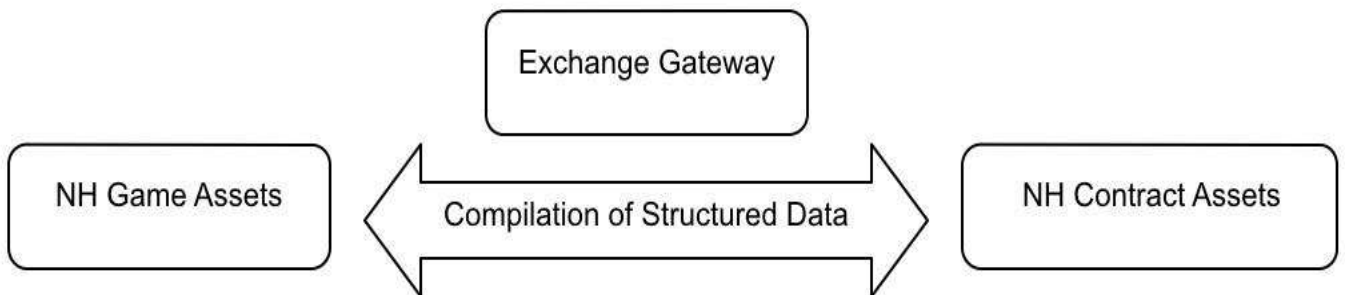 Exchange Gateway
NH Game Assets
Compilation of Structured Data
NH Contract Assets